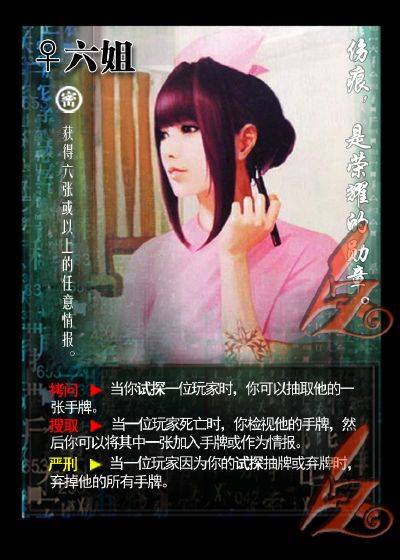 ♀六姐
密
获得六张或以上的任意情报。
伤痕，是荣耀的勋章。
拷问 ▶ 当你试探一位玩家时，你可以抽取他的一
张手牌。
搜取 ▶ 当一位玩家死亡时，你检视他的手牌，然
后你可以将其中一张加入手牌或作为情报。
严刑 ▶ 当一位玩家因为你的试探抽牌或弃牌时，
弃掉他的所有手牌。